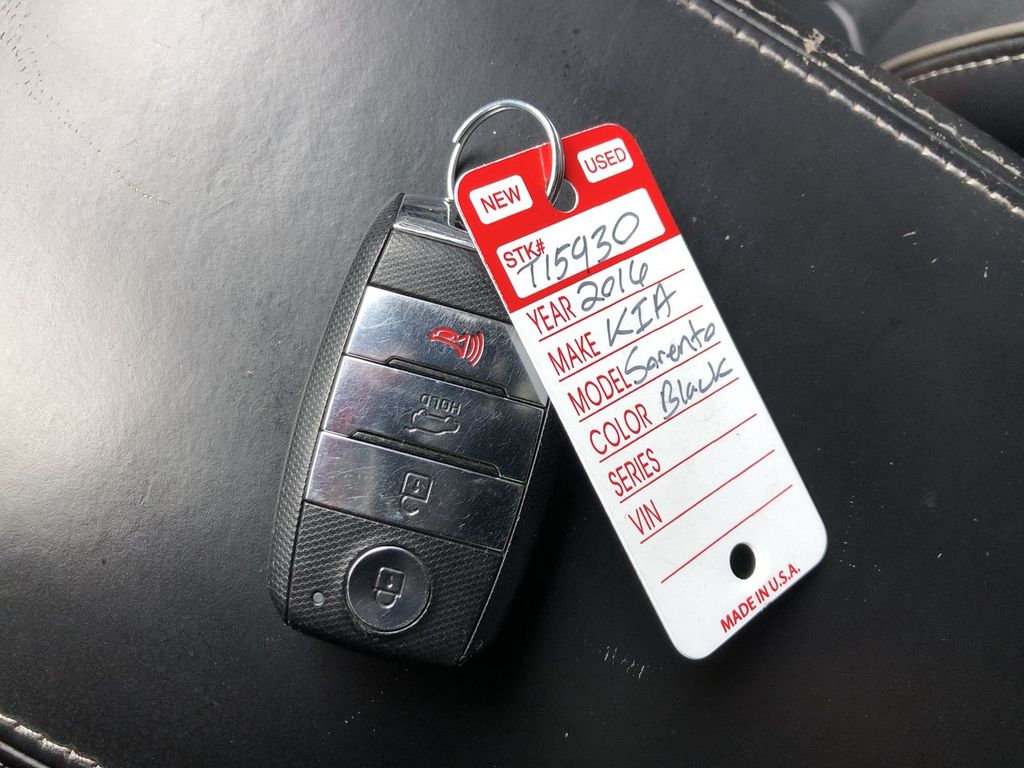 NEW USED
STK# T15930
YEAR 2016
MAKE KIA
MODEL Sorento
COLOR Black
SERIES
VIN
MADE IN U.S.A.
HOLD